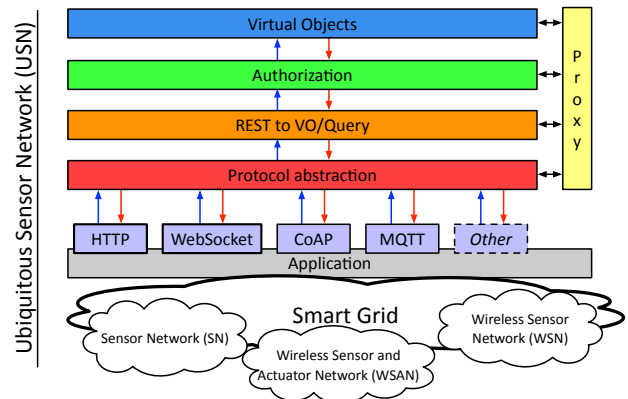 Ubiquitous Sensor Network (USN)
Virtual Objects
Authorization
REST to VO/Query
Protocol abstraction
Proxy
HTTP
WebSocket
CoAP
MQTT
Other
Application
Smart Grid
Sensor Network (SN)
Wireless Sensor and
Actuator Network (WSAN)
Wireless Sensor
Network (WSN)